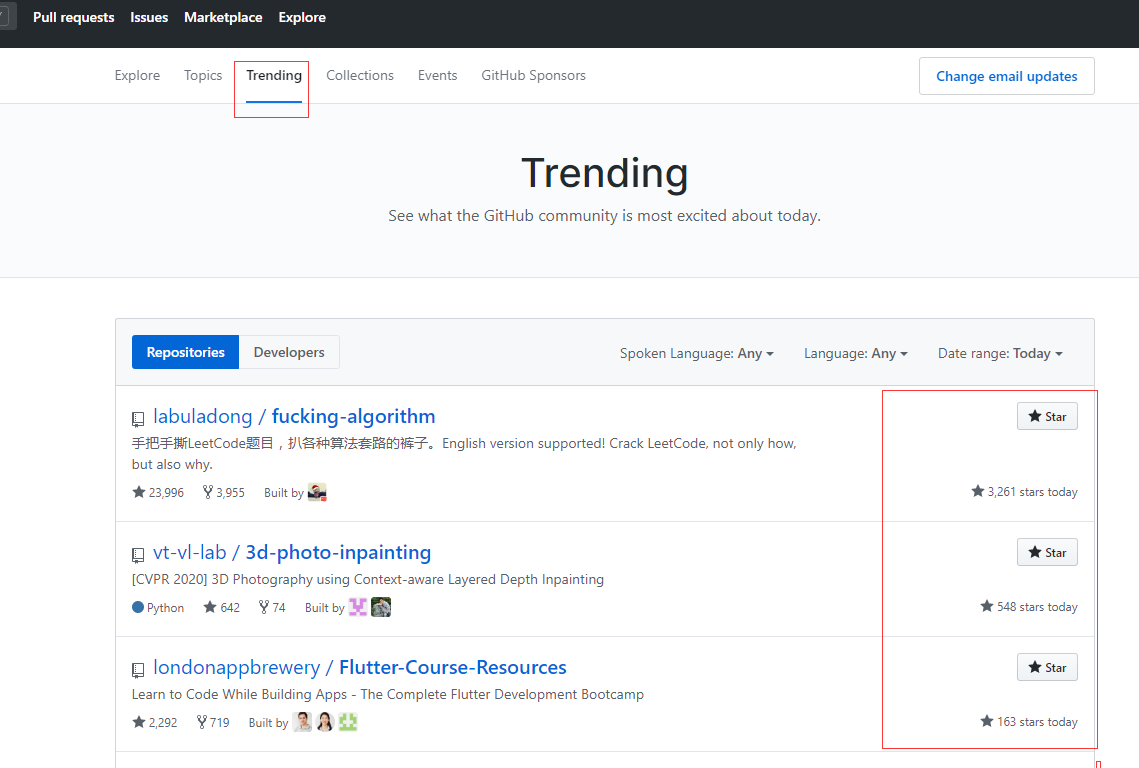 Pull requests Issues Marketplace Explore
Explore Topics Trending Collections Events GitHub Sponsors Change email updates
Trending
See what the GitHub community is most excited about today.
Repositories Developers Spoken Language: Any Language: Any Date range: Today
labuladong / fucking-algorithm Star
手把手撕LeetCode题目，扒各种算法套路的裤子。English version supported! Crack LeetCode, not only how,
but also why.
23,996 3,955 Built by 3,261 stars today
vt-vl-lab / 3d-photo-inpainting Star
[CVPR 2020] 3D Photography using Context-aware Layered Depth Inpainting
Python 642 74 Built by 548 stars today
londonappbrewery / Flutter-Course-Resources Star
Learn to Code While Building Apps - The Complete Flutter Development Bootcamp
2,292 719 Built by 163 stars today